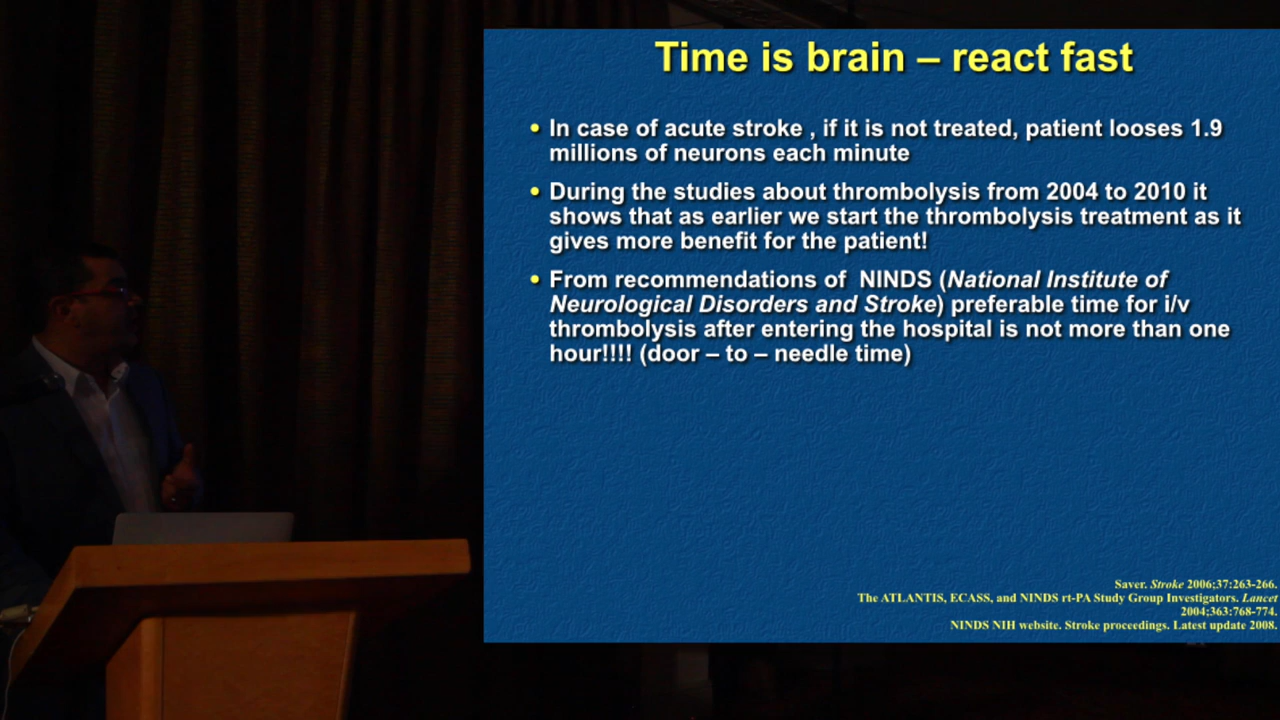 Time is brain – react fast
• In case of acute stroke , if it is not treated, patient looses 1.9
millions of neurons each minute
• During the studies about thrombolysis from 2004 to 2010 it
shows that as earlier we start the thrombolysis treatment as it
gives more benefit for the patient!
• From recommendations of NINDS (National Institute of
Neurological Disorders and Stroke) preferable time for i/v
thrombolysis after entering the hospital is not more than one
hour!!!! (door – to – needle time)
Saver. Stroke 2006;37:263-266.
The ATLANTIS, ECASS, and NINDS rt-PA Study Group Investigators. Lancet
2004;363:768-774.
NINDS NIH website. Stroke proceedings. Latest update 2008.